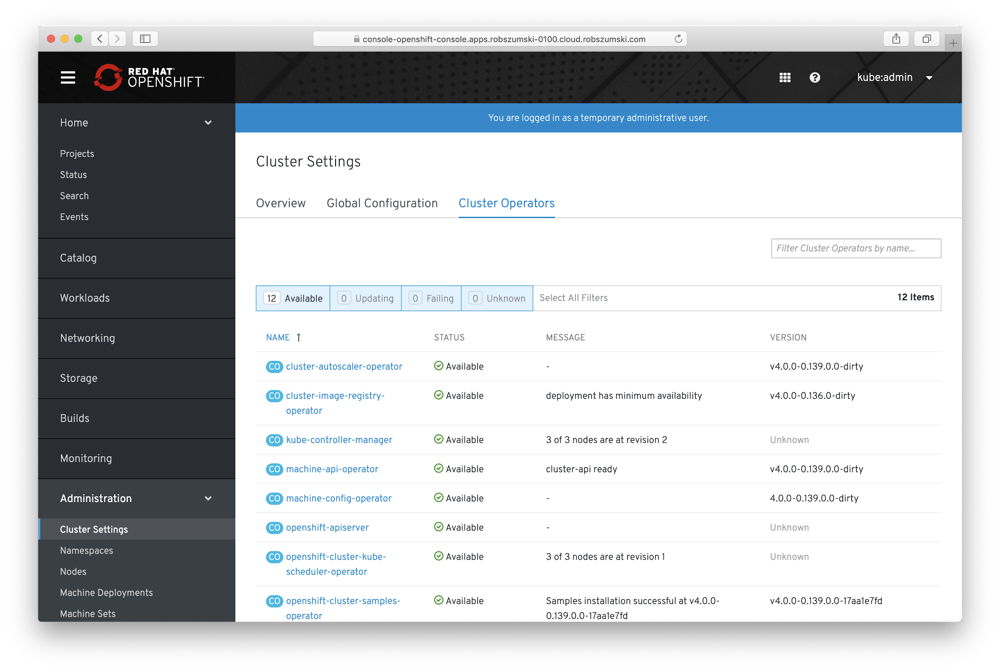 console-openshift-console.apps.robszumski-0100.cloud.robszumski.com
RED HAT
OPENSHIFT
kube:admin
Home
Projects
Status
Search
Events
Catalog
Workloads
Networking
Storage
Builds
Monitoring
Administration
Cluster Settings
Namespaces
Nodes
Machine Deployments
Machine Sets
You are logged in as a temporary administrative user.
Cluster Settings
Overview Global Configuration Cluster Operators
Filter Cluster Operators by name...
12 Available 0 Updating 0 Failing 0 Unknown Select All Filters 12 Items
NAME STATUS MESSAGE VERSION
CO cluster-autoscaler-operator Available - v4.0.0-0.139.0.0-dirty
CO cluster-image-registry- Available deployment has minimum availability v4.0.0-0.136.0-dirty
operator
CO kube-controller-manager Available 3 of 3 nodes are at revision 2 Unknown
CO machine-api-operator Available cluster-api ready v4.0.0-0.139.0.0-dirty
CO machine-config-operator Available - 4.0.0-0.139.0.0-dirty
CO openshift-apiserver Available - Unknown
CO openshift-cluster-kube- Available 3 of 3 nodes are at revision 1 Unknown
scheduler-operator
CO openshift-cluster-samples- Available Samples installation successful at v4.0.0- v4.0.0-0.139.0.0-17aa1e7fd
operator 0.139.0.0-17aa1e7fd